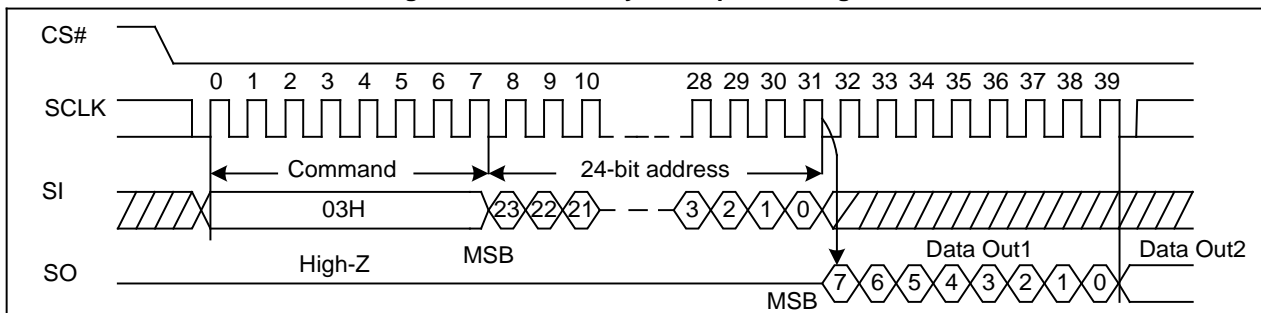 CS#
0 1 2 3 4 5 6 7 8 9 10 28 29 30 31 32 33 34 35 36 37 38 39
SCLK
Command 24-bit address
SI
03H 23 22 21 3 2 1 0
High-Z MSB Data Out1 Data Out2
SO
MSB 7 6 5 4 3 2 1 0